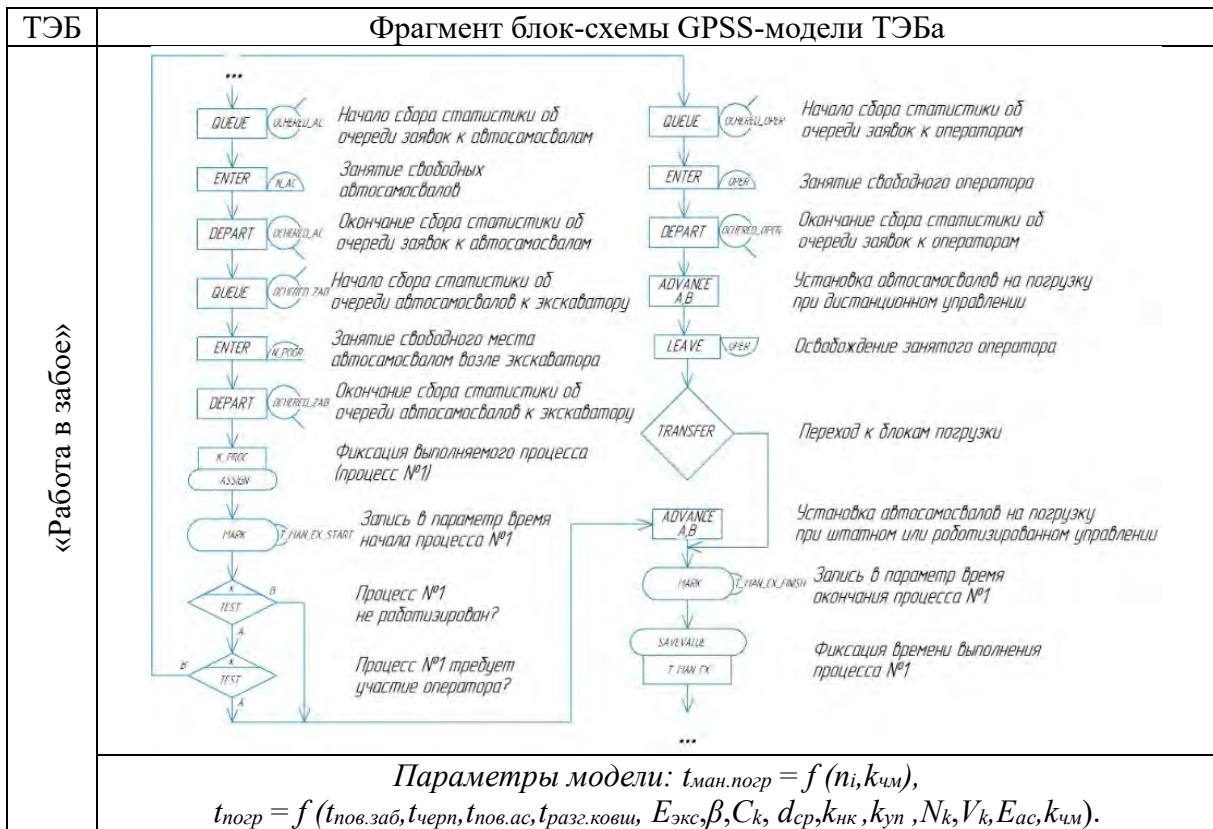 ТЭБ
Фрагмент блок-схемы GPSS-модели ТЭБа
«Работа в забое»
...
QUEUE
OCHERED_AC
Начало сбора статистики об
очереди заявок к автосамосвалам
ENTER
N_AC
Занятие свободных
автосамосвалов
DEPART
OCHERED_AC
Окончание сбора статистики об
очереди заявок к автосамосвалам
QUEUE
OCHERED_ZAB
Начало сбора статистики об
очереди автосамосвалов к экскаватору
ENTER
N_POGR
Занятие свободного места
автосамосвалом возле экскаватора
DEPART
OCHERED_ZAB
Окончание сбора статистики об
очереди автосамосвалов к экскаватору
K_PROC
ASSIGN
Фиксация выполняемого процесса
(процесс №1)
MARK
T_MAN_EX_START
Запись в параметр время
начала процесса №1
K
B
TEST
A
Процесс №1
не роботизирован?
B
K
TEST
A
Процесс №1 требует
участие оператора?
QUEUE
OCHERED_OPER
Начало сбора статистики об
очереди заявок к операторам
ENTER
OPER
Занятие свободного оператора
DEPART
OCHERED_OPER
Окончание сбора статистики об
очереди заявок к операторам
ADVANCE
A,B
Установка автосамосвалов на погрузку
при дистанционном управлении
LEAVE
OPER
Освобождение занятого оператора
TRANSFER
Переход к блокам погрузки
ADVANCE
A,B
Установка автосамосвалов на погрузку
при штатном или роботизированном управлении
MARK
T_MAN_EX_FINISH
Запись в параметр время
окончания процесса №1
SAVEVALUE
T_MAN_EX
Фиксация времени выполнения
процесса №1
...
Параметры модели: tман.погр = f (ni,kчм),
tпогр = f (tпов.заб,tчерп,tпов.ас,tразг.ковш, Eэкс,β,Ck, dср,kнк ,kуп ,Nk,Vk,Eас,kчм).